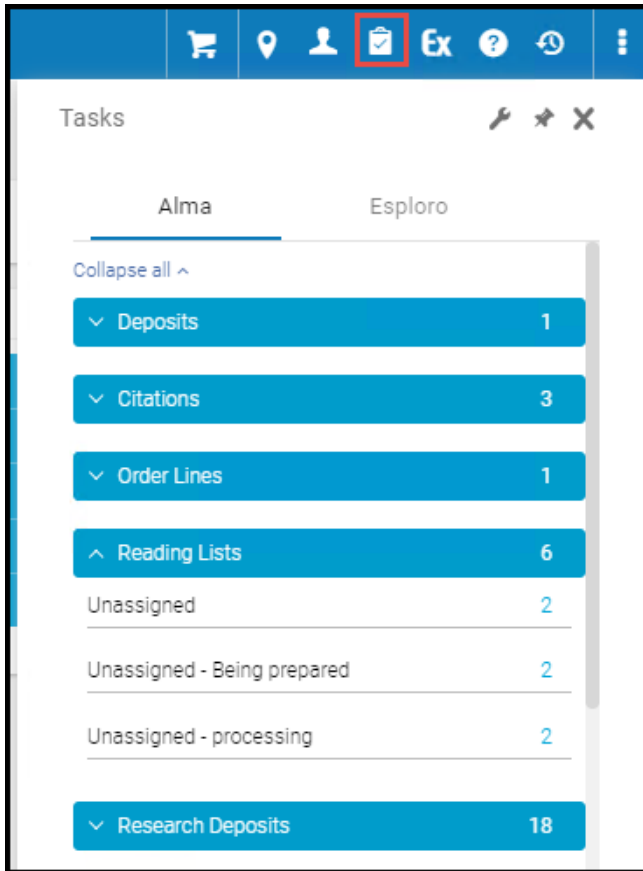 Ex ?
Tasks
Alma Esploro
Collapse all
Deposits 1
Citations 3
Order Lines 1
Reading Lists 6
Unassigned 2
Unassigned - Being prepared 2
Unassigned - processing 2
Research Deposits 18